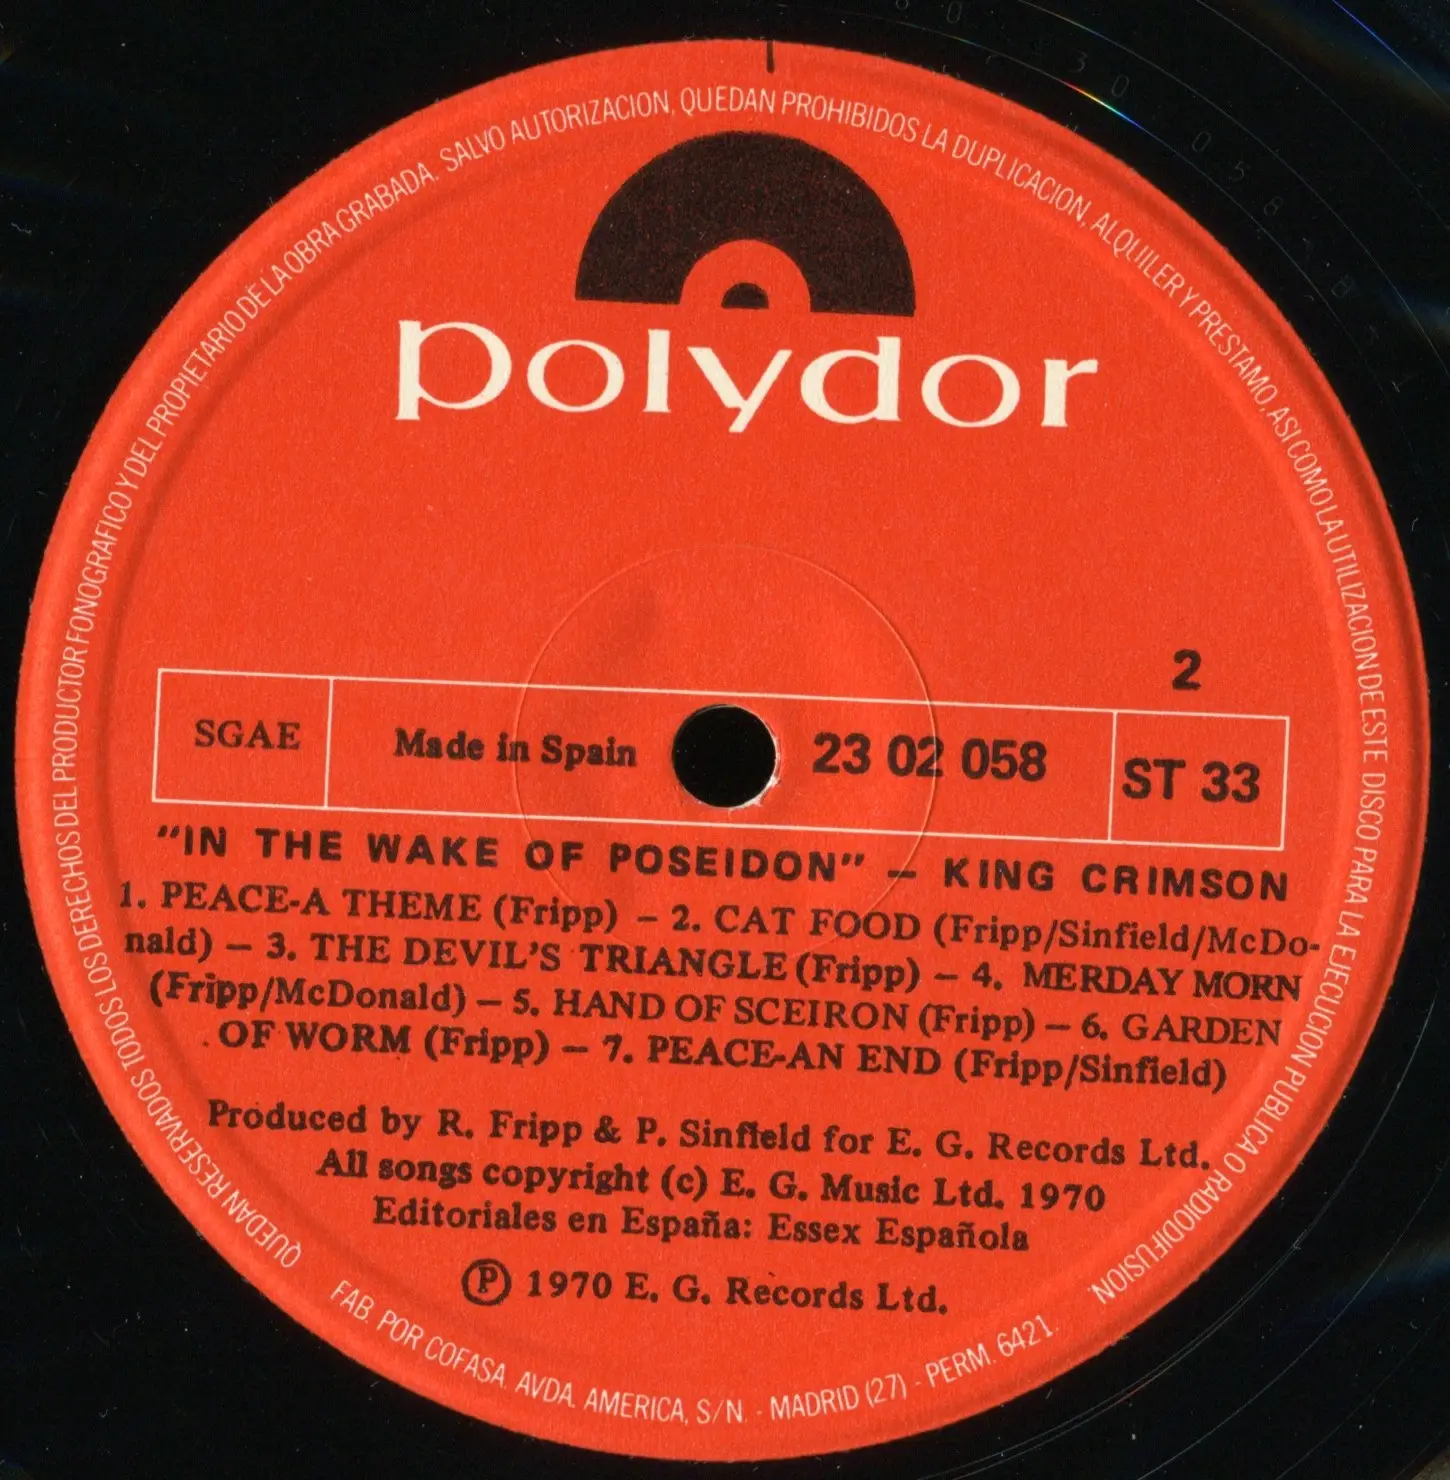 QUEDAN RESERVADOS TODOS LOS DERECHOS DEL PRODUCTOR FONOGRAFICO Y DEL PROPIETARIO DE LA OBRA GRABADA. SALVO AUTORIZACION, QUEDAN PROHIBIDOS LA DUPLICACION, ALQUILER Y PRESTAMO, ASI COMO LA UTILIZACION DE ESTE DISCO PARA LA EJECUCION PUBLICA O RADIODIFUSION.
polydor
2
SGAE
Made in Spain
23 02 058
ST 33
"IN THE WAKE OF POSEIDON" – KING CRIMSON
1. PEACE-A THEME (Fripp) – 2. CAT FOOD (Fripp/Sinfield/McDo-
nald) – 3. THE DEVIL'S TRIANGLE (Fripp) – 4. MERDAY MORN
(Fripp/McDonald) – 5. HAND OF SCEIRON (Fripp) – 6. GARDEN
OF WORM (Fripp) – 7. PEACE-AN END (Fripp/Sinfield)
Produced by R. Fripp & P. Sinfield for E. G. Records Ltd.
All songs copyright (c) E. G. Music Ltd. 1970
Editoriales en España: Essex Española
Ⓟ 1970 E. G. Records Ltd.
FAB. POR COFASA. AVDA. AMERICA, S/N. - MADRID (27) - PERM. 6421.